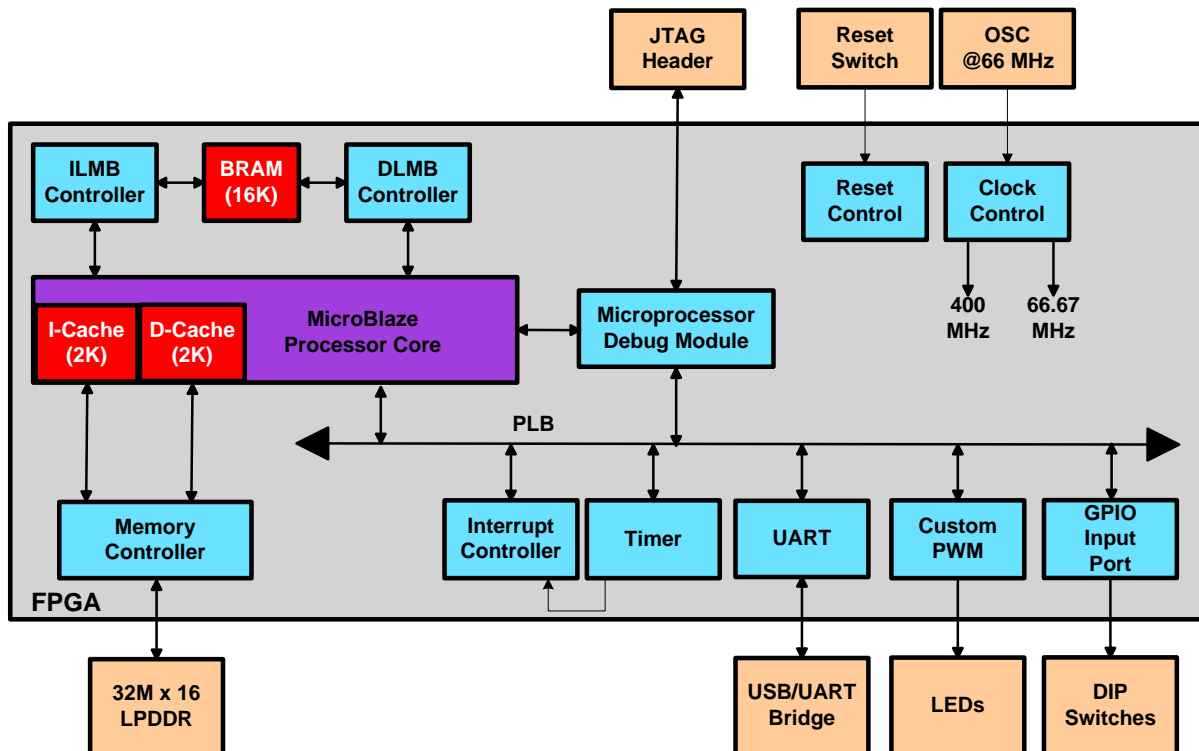 JTAG
Header
Reset
Switch
OSC
@66 MHz
ILMB
Controller
BRAM
(16K)
DLMB
Controller
Reset
Control
Clock
Control
I-Cache
(2K)
D-Cache
(2K)
MicroBlaze
Processor Core
Microprocessor
Debug Module
400
MHz
66.67
MHz
PLB
Memory
Controller
Interrupt
Controller
Timer
UART
Custom
PWM
GPIO
Input
Port
FPGA
32M x 16
LPDDR
USB/UART
Bridge
LEDs
DIP
Switches